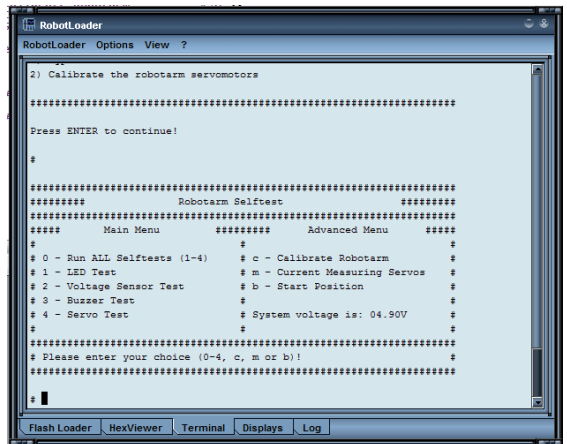 RobotLoader
RobotLoader Options View ?
2) Calibrate the robotarm servomotors
######################################################################
Press ENTER to continue!
#
######################################################################
######### Robotarm Selftest #########
######################################################################
##### Main Menu ######### Advanced Menu #####
# # #
# 0 - Run ALL Selftests (1-4) # c - Calibrate Robotarm #
# 1 - LED Test # m - Current Measuring Servos #
# 2 - Voltage Sensor Test # b - Start Position #
# 3 - Buzzer Test # #
# 4 - Servo Test # System voltage is: 04.90V #
# # #
######################################################################
# Please enter your choice (0-4, c, m or b)! #
######################################################################
#
Flash Loader HexViewer Terminal Displays Log